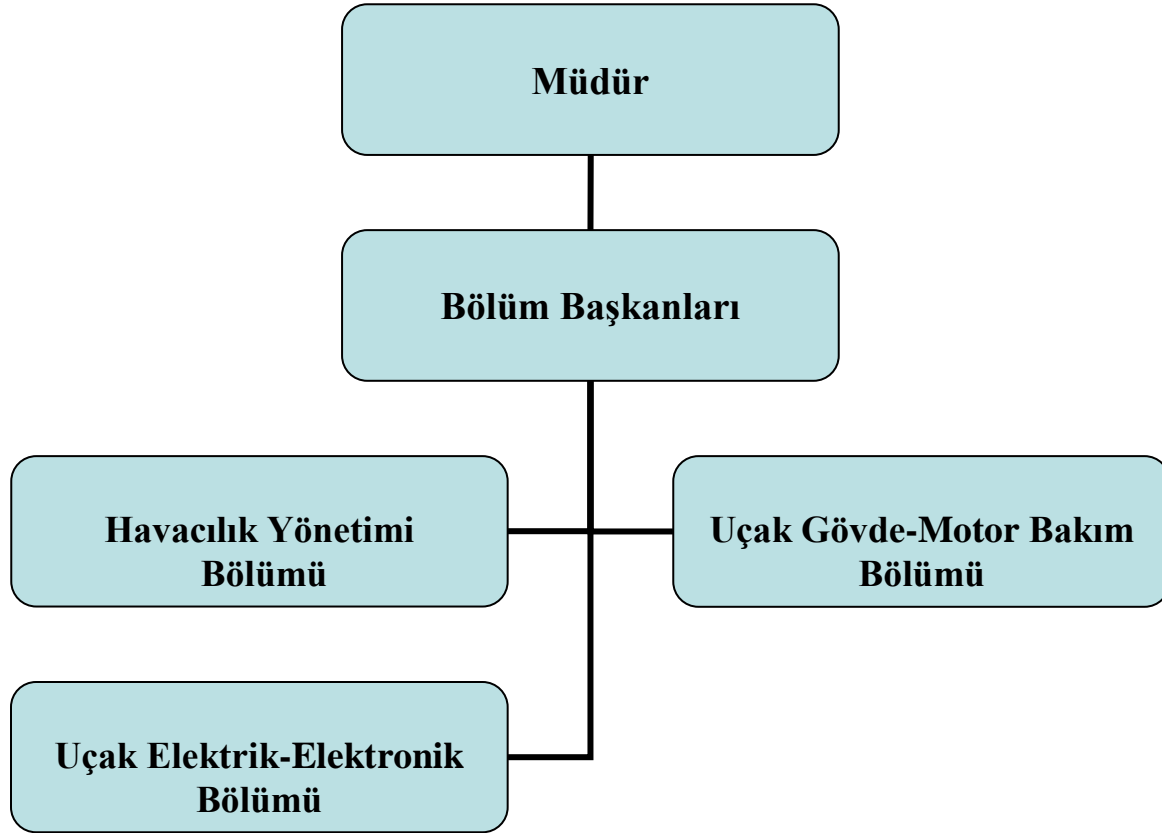 Müdür
Bölüm Başkanları
Havacılık Yönetimi
Bölümü
Uçak Gövde-Motor Bakım
Bölümü
Uçak Elektrik-Elektronik
Bölümü